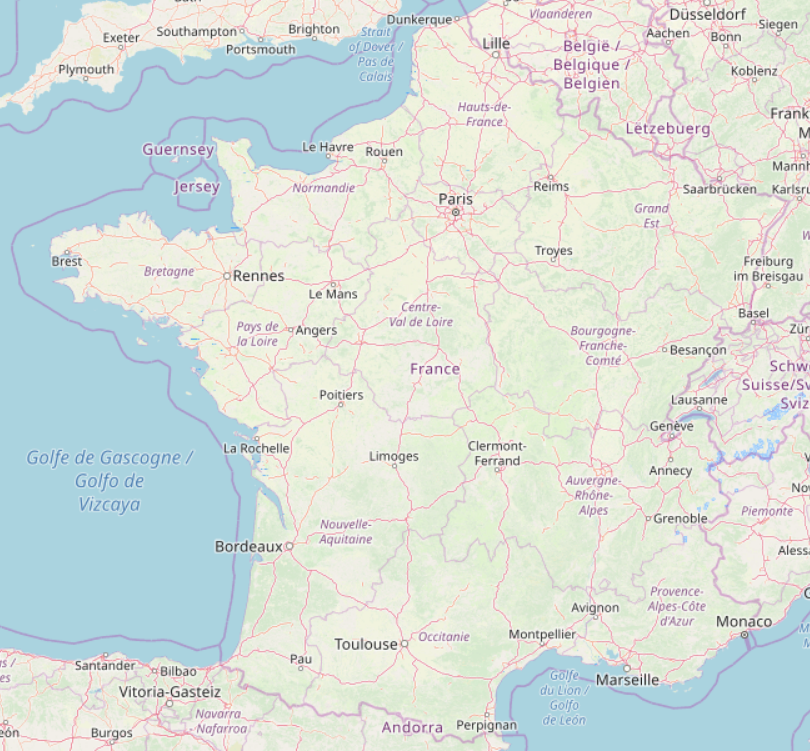 Dunkerque
Vlaanderen
Düsseldorf
Exeter
Southampton
Brighton
Portsmouth
Strait
of Dover /
Pas de
Calais
Lille
België /
Belgique /
Belgien
Aachen
Bonn
Siegen
Plymouth
Koblenz
Hauts-de-
France
Frank
M
Lëtzebuerg
Guernsey
Le Havre
Rouen
Mannh
Jersey
Normandie
Reims
Saarbrücken
Karlsru
Paris
Grand
Est
Brest
Bretagne
Rennes
Troyes
Freiburg
im Breisgau
Le Mans
Centre-
Val de Loire
Basel
Zür
Pays de
la Loire
Angers
Bourgogne-
Franche-
Comté
Besançon
France
Schw
Suisse/Sv
Sviz
Poitiers
Lausanne
La Rochelle
Genève
Golfe de Gascogne /
Golfo de
Vizcaya
Limoges
Clermont-
Ferrand
Annecy
Auvergne-
Rhône-
Alpes
Nov
Piemonte
Grenoble
Nouvelle-
Aquitaine
Bordeaux
Aless
Provence-
Alpes-Côte
d'Azur
Avignon
Monaco
Toulouse
Occitanie
Montpellier
Santander
Bilbao
Pau
Marseille
Golfe
du Lion /
Golfo
de León
Vitoria-Gasteiz
Navarra
- Nafarroa
Burgos
eón
Andorra
Perpignan